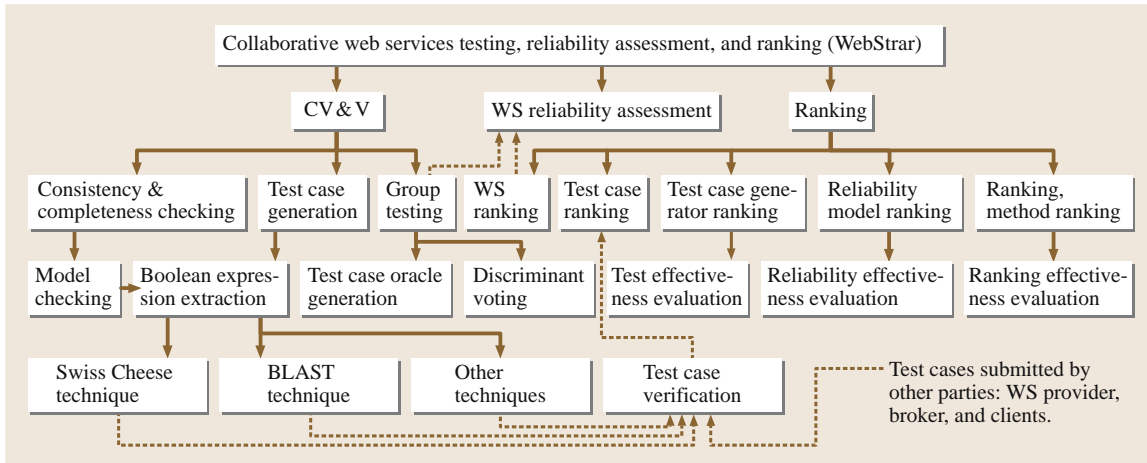 Collaborative web services testing, reliability assessment, and ranking (WebStrar)
CV & V
WS reliability assessment
Ranking
Consistency &
completeness checking
Test case
generation
Group
testing
WS
ranking
Test case
ranking
Test case gene-
rator ranking
Reliability
model ranking
Ranking,
method ranking
Model
checking
Boolean expres-
sion extraction
Test case oracle
generation
Discriminant
voting
Test effective-
ness evaluation
Reliability effective-
ness evaluation
Ranking effective-
ness evaluation
Swiss Cheese
technique
BLAST
technique
Other
techniques
Test case
verification
Test cases submitted by
other parties: WS provider,
broker, and clients.